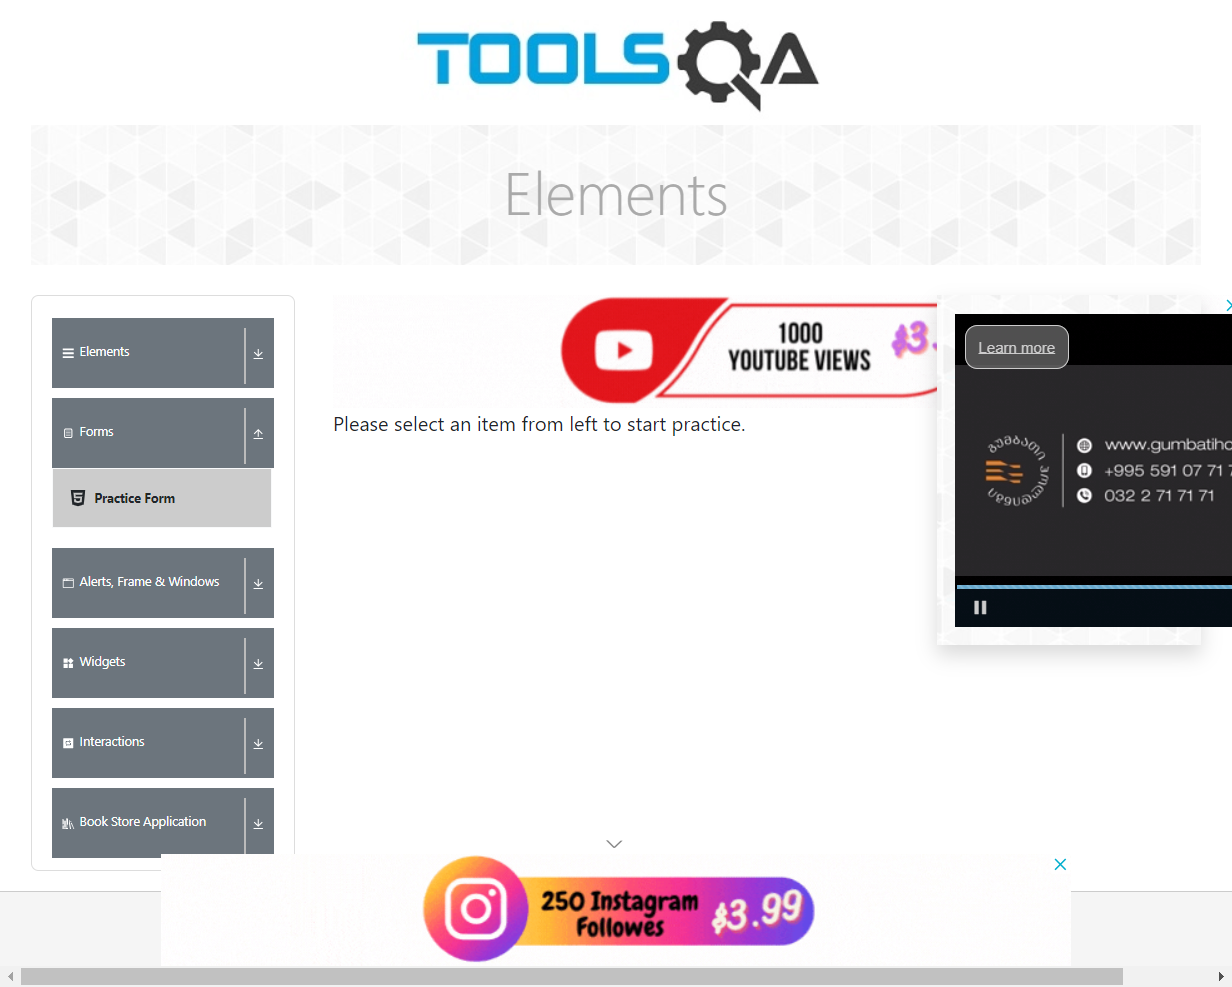 TOOLSQA
Elements
Elements
Forms
Practice Form
Alerts, Frame & Windows
Widgets
Interactions
Book Store Application
1000
YOUTUBE VIEWS
$3.
Please select an item from left to start practice.
Learn more
www.gumbatiho
+995 591 07 71 7
032 2 71 71 71
250 Instagram
Followes
$3.99